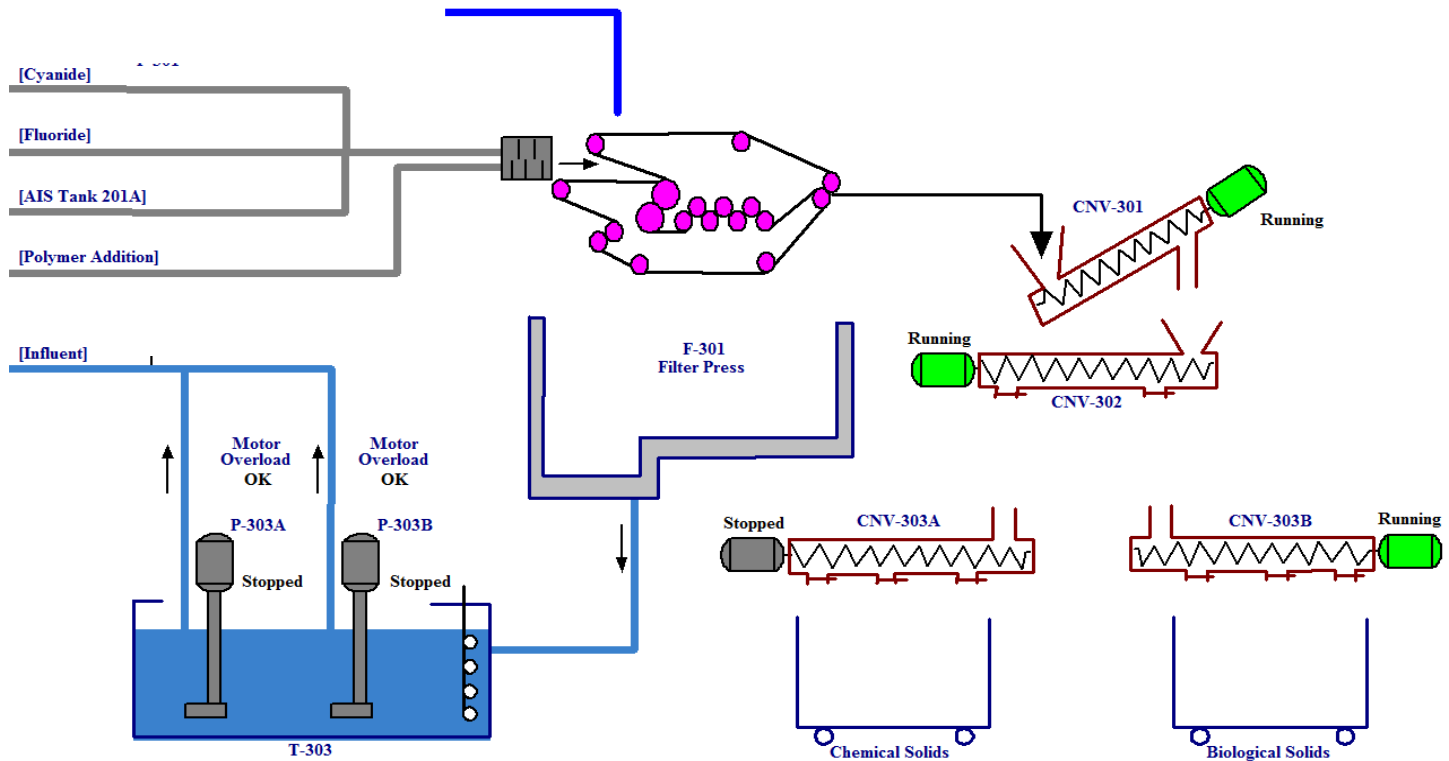 [Cyanide]
[Fluoride]
[AIS Tank 201A]
[Polymer Addition]
[Influent]
CNV-301
Running
F-301
Filter Press
Running
CNV-302
Motor
Overload
OK
Motor
Overload
OK
P-303A
P-303B
Stopped
Stopped
T-303
Stopped
CNV-303A
CNV-303B
Running
Chemical Solids
Biological Solids